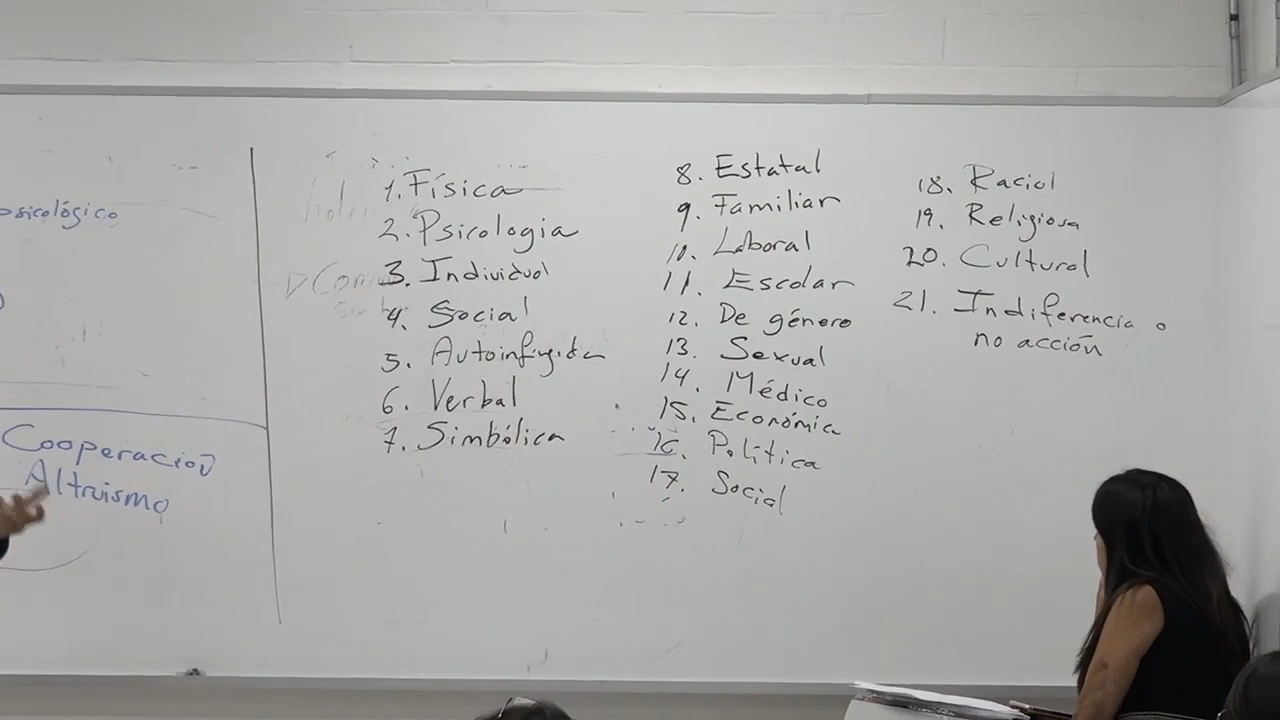 psicológico
Cooperación
Altruismo
1. Física
2. Psicologia
3. Individual
4. Social
5. Autoinfligida
6. Verbal
7. Simbólica
8. Estatal
9. Familiar
10. Laboral
11. Escolar
12. De género
13. Sexual
14. Médico
15. Económica
16. Política
17. Social
18. Racial
19. Religiosa
20. Cultural
21. Indiferencia o
no acción